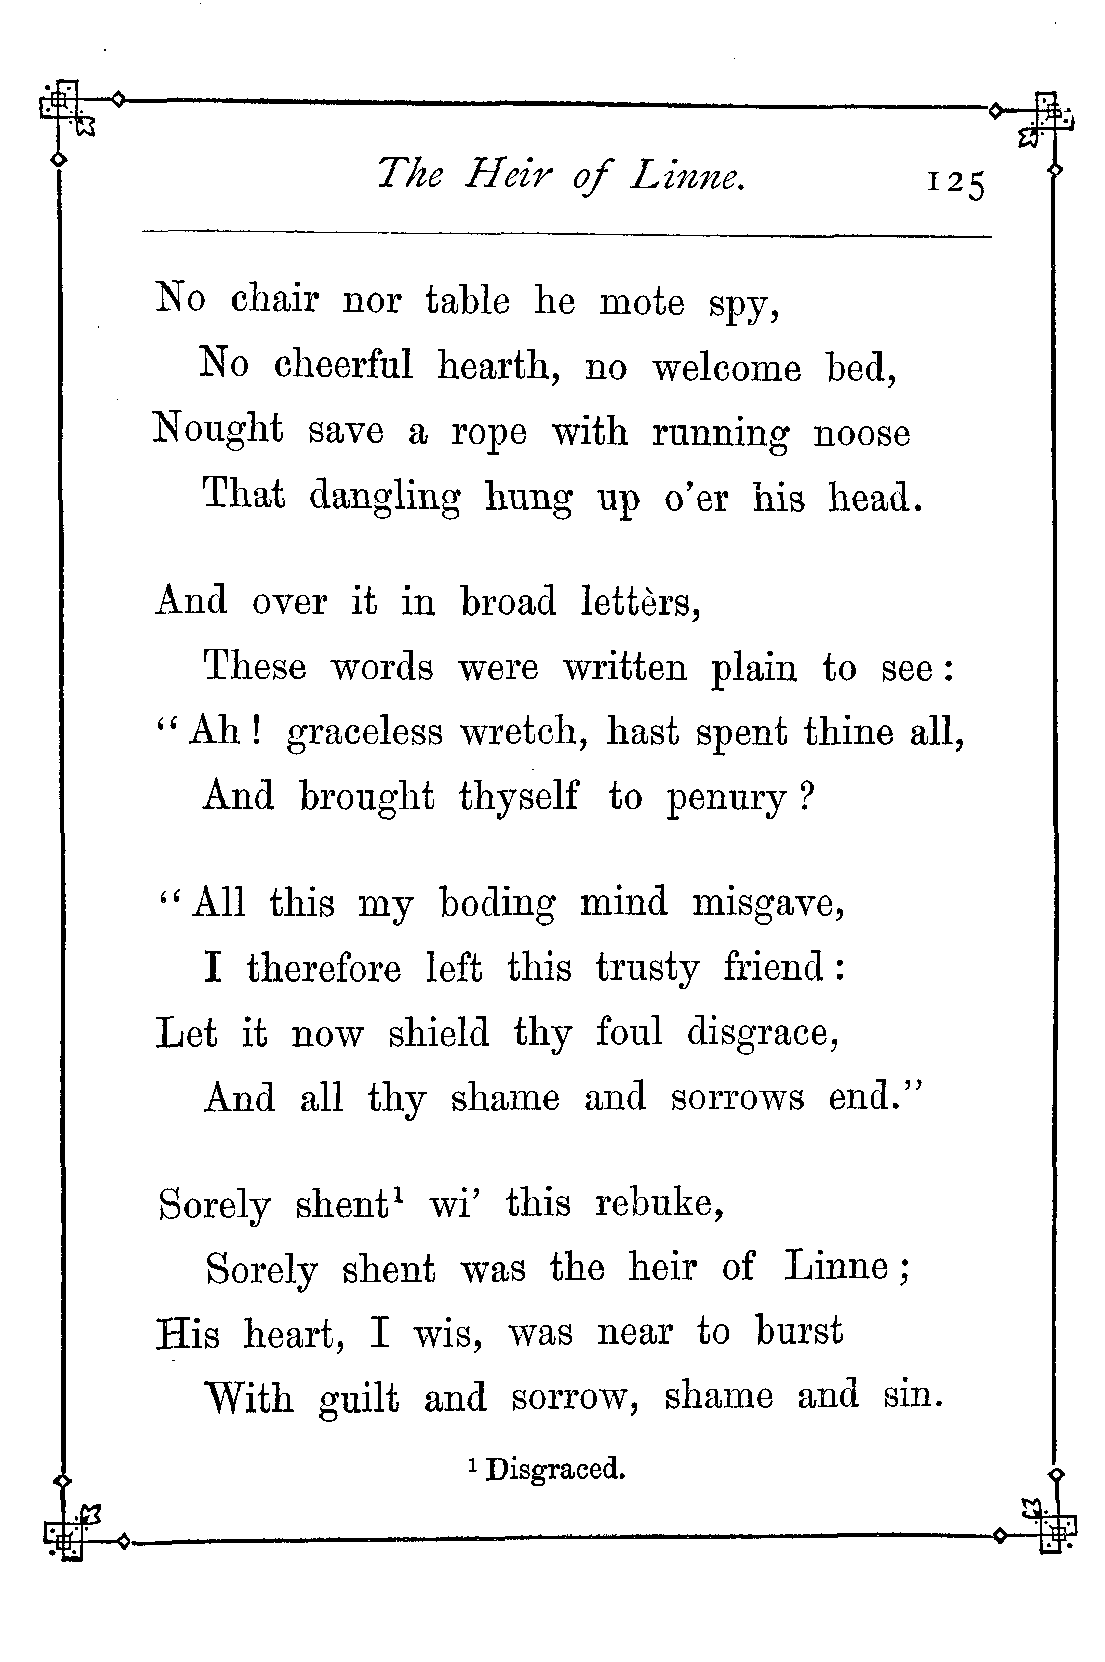 The Heir of Linne. 125
No chair nor table he mote spy,
No cheerful hearth, no welcome bed,
Nought save a rope with running noose
That dangling hung up o'er his head.
And over it in broad lettèrs,
These words were written plain to see :
“ Ah ! graceless wretch, hast spent thine all,
And brought thyself to penury ?
“ All this my boding mind misgave,
I therefore left this trusty friend :
Let it now shield thy foul disgrace,
And all thy shame and sorrows end.”
Sorely shent¹ wi’ this rebuke,
Sorely shent was the heir of Linne ;
His heart, I wis, was near to burst
With guilt and sorrow, shame and sin.
¹ Disgraced.